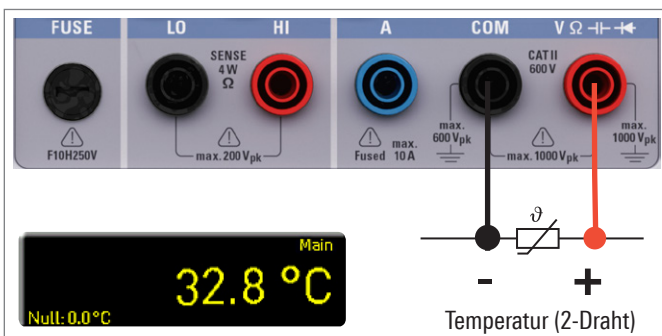 FUSE
LO
HI
A
COM
V Ω
SENSE
4 W
Ω
CAT II
600 V
F10H250V
max. 200 Vpk
Fused
max.
10 A
max.
600 Vpk
max. 1000 Vpk
max.
1000 Vpk
Main
32.8 °C
Null: 0.0°C
ϑ
- +
Temperatur (2-Draht)